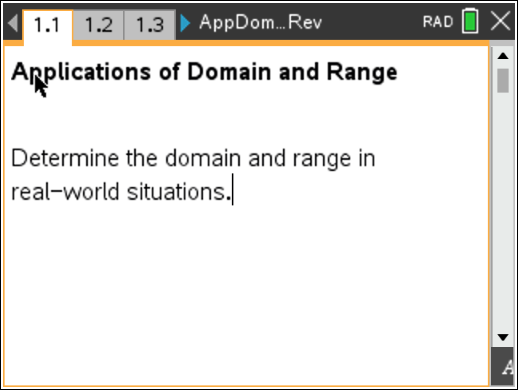 1.1 1.2 1.3 AppDom...Rev RAD
Applications of Domain and Range
Determine the domain and range in
real-world situations.
A